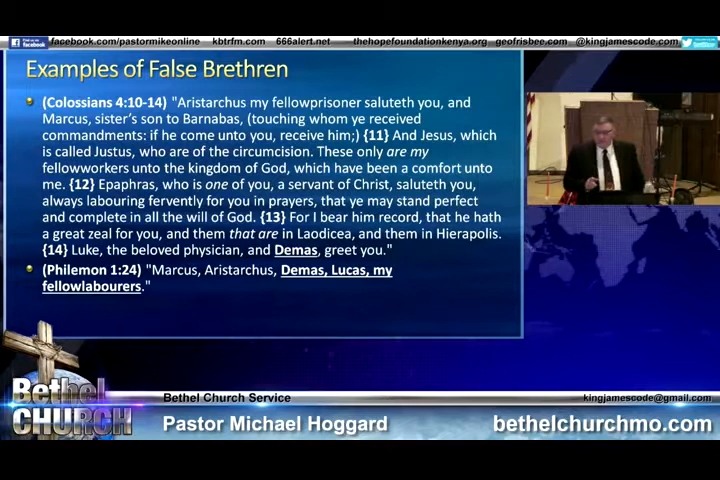 Find us on facebook facebook.com/pastormikeonline kbtrfm.com 666alert.net thehopefoundationkenya.org geofrisbee.com @kingjamescode.com twitter
Examples of False Brethren
(Colossians 4:10-14) "Aristarchus my fellowprisoner saluteth you, and
Marcus, sister's son to Barnabas, (touching whom ye received
commandments: if he come unto you, receive him;) {11} And Jesus, which
is called Justus, who are of the circumcision. These only are my
fellowworkers unto the kingdom of God, which have been a comfort unto
me. {12} Epaphras, who is one of you, a servant of Christ, saluteth you,
always labouring fervently for you in prayers, that ye may stand perfect
and complete in all the will of God. {13} For I bear him record, that he hath
a great zeal for you, and them that are in Laodicea, and them in Hierapolis.
{14} Luke, the beloved physician, and Demas, greet you."
(Philemon 1:24) "Marcus, Aristarchus, Demas, Lucas, my
fellowlabourers."
Bethel
CHURCH
Bethel Church Service
kingjamescode@gmail.com
Pastor Michael Hoggard
bethelchurchmo.com